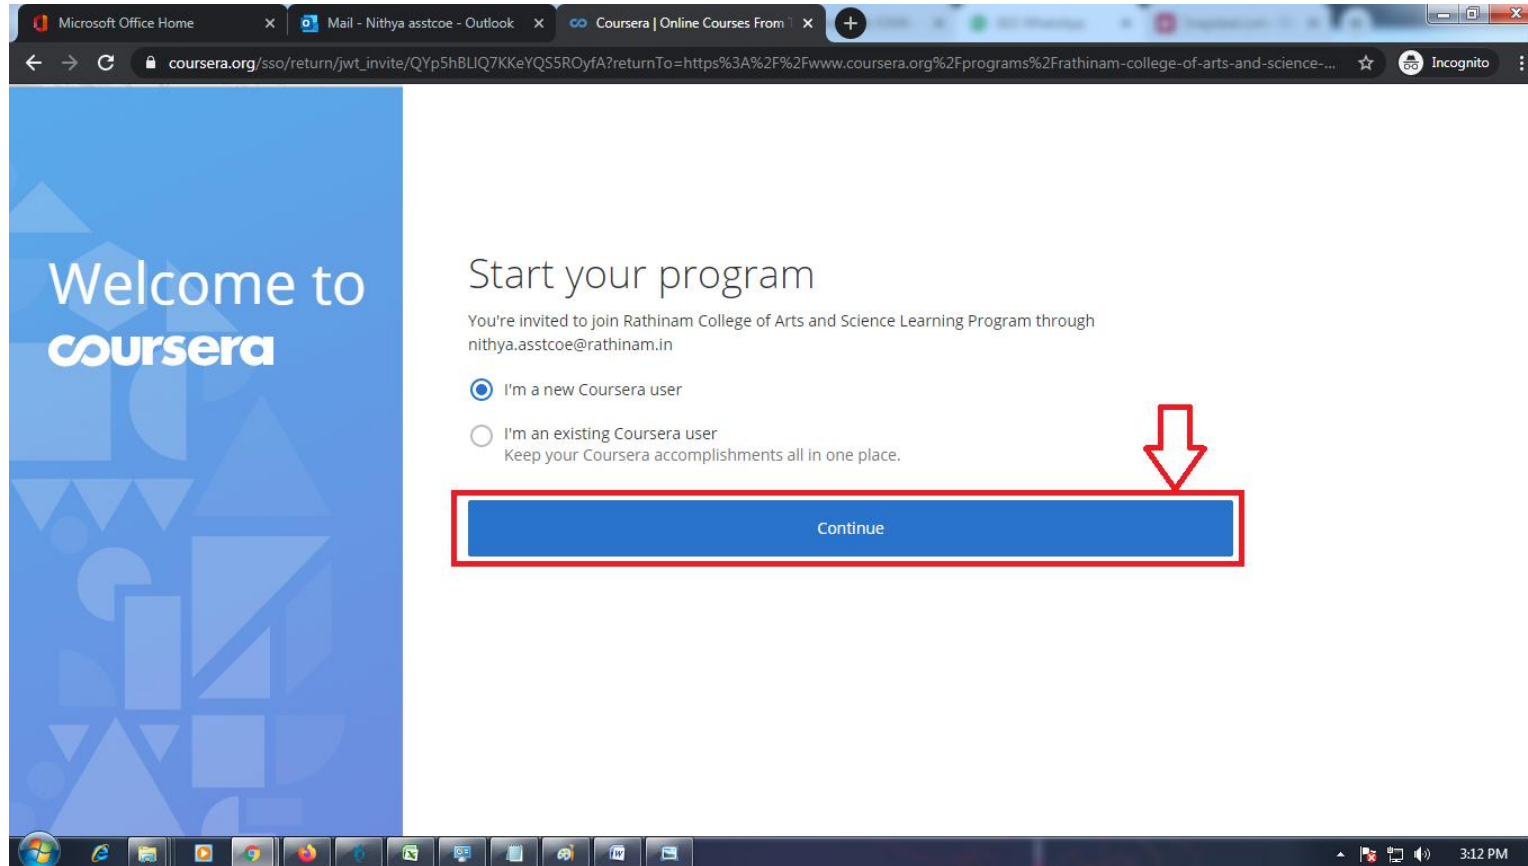 Microsoft Office Home
Mail - Nithya asstcoe - Outlook
Coursera | Online Courses From
coursera.org/sso/return/jwt_invite/QYp5hBLIQ7KKeYQS5ROyfA?returnTo=https%3A%2F%2Fwww.coursera.org%2Fprograms%2Frathinam-college-of-arts-and-science-...
Incognito
Welcome to
coursera
Start your program
You're invited to join Rathinam College of Arts and Science Learning Program through
nithya.asstcoe@rathinam.in
I'm a new Coursera user
I'm an existing Coursera user
Keep your Coursera accomplishments all in one place.
Continue
3:12 PM